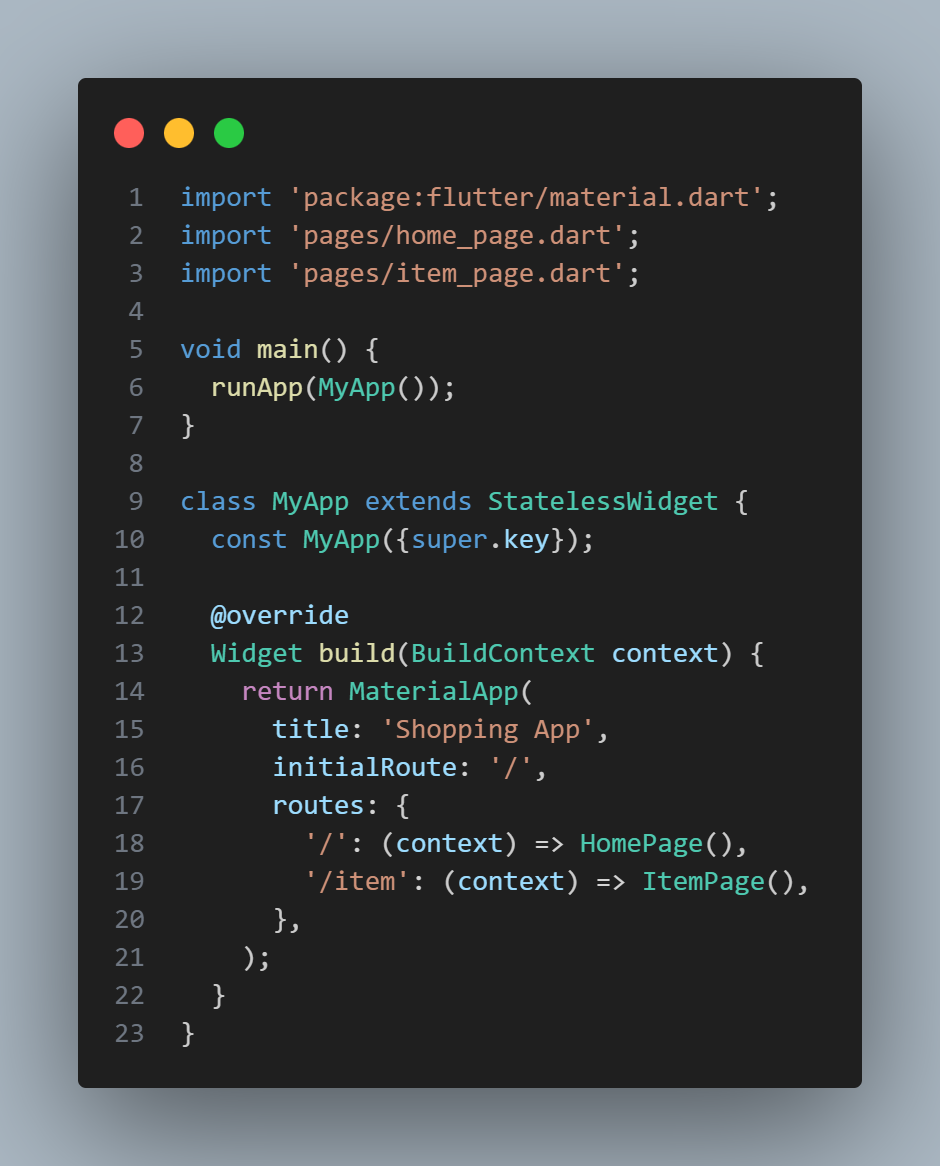 1 import 'package:flutter/material.dart';
2 import 'pages/home_page.dart';
3 import 'pages/item_page.dart';
4
5 void main() {
6   runApp(MyApp());
7 }
8
9 class MyApp extends StatelessWidget {
10   const MyApp({super.key});
11
12   @override
13   Widget build(BuildContext context) {
14     return MaterialApp(
15       title: 'Shopping App',
16       initialRoute: '/',
17       routes: {
18         '/': (context) => HomePage(),
19         '/item': (context) => ItemPage(),
20       },
21     );
22   }
23 }